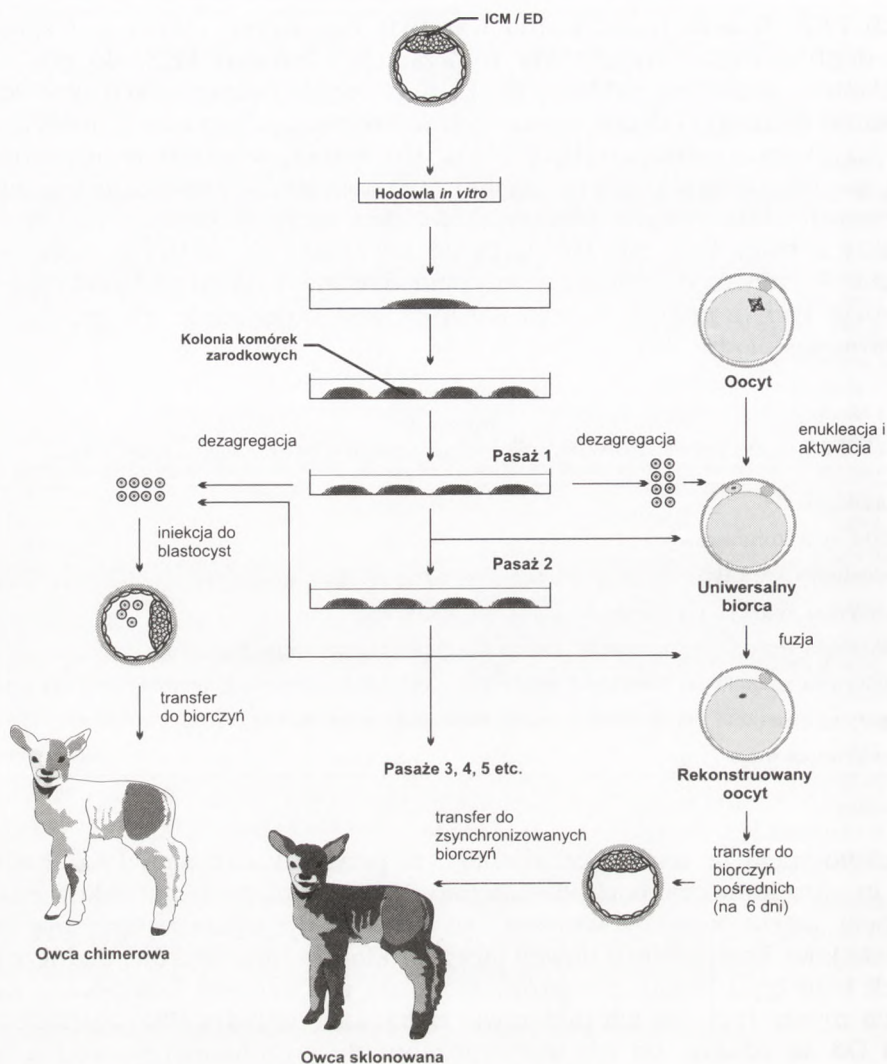 ICM / ED
Hodowla in vitro
Kolonia komórek
zarodkowych
Oocyt
dezagregacja
Pasaż 1
dezagregacja
enukleacja i
aktywacja
iniekcja do
blastocyst
Pasaż 2
Uniwersalny
biorca
fuzja
transfer
do biorczyń
Pasaże 3, 4, 5 etc.
Rekonstruowany
oocyt
transfer do
zsynchronizowanych
biorczyń
transfer do
biorczyń
pośrednich
(na 6 dni)
Owca chimerowa
Owca sklonowana